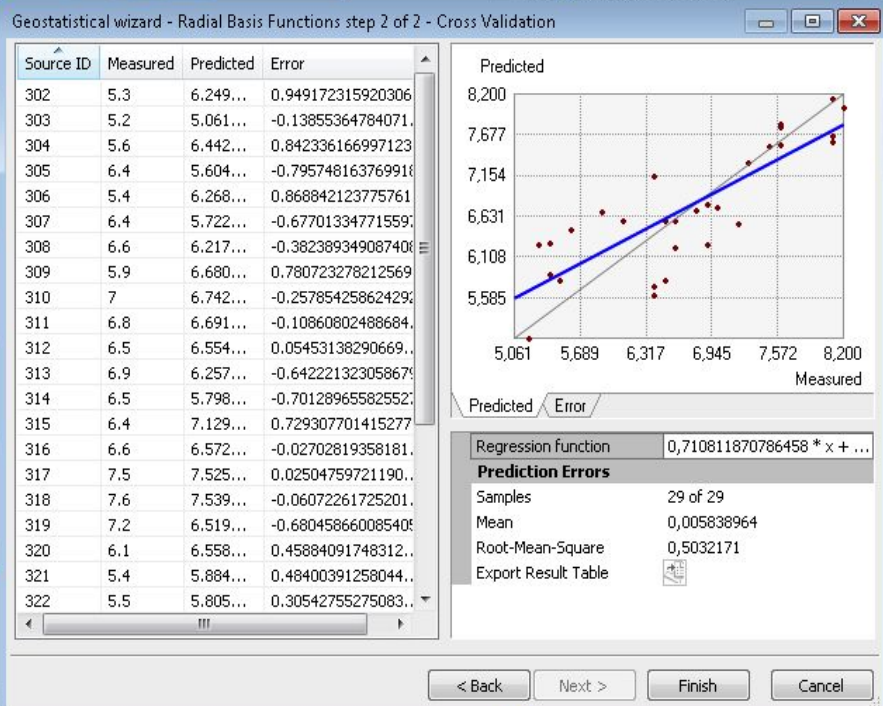 Geostatistical wizard - Radial Basis Functions step 2 of 2 - Cross Validation
Source ID Measured Predicted Error
302 5.3 6.249... 0.949172315920306
303 5.2 5.061... -0.13855364784071.
304 5.6 6.442... 0.842336166997123
305 6.4 5.604... -0.795748163769918
306 5.4 6.268... 0.868842123775761
307 6.4 5.722... -0.677013347715597.
308 6.6 6.217... -0.382389349087408
309 5.9 6.680... 0.780723278212569
310 7 6.742... -0.257854258624292
311 6.8 6.691... -0.10860802488684.
312 6.5 6.554... 0.05453138290669..
313 6.9 6.257... -0.642221323058679
314 6.5 5.798... -0.701289655825527
315 6.4 7.129... 0.729307701415277
316 6.6 6.572... -0.02702819358181.
317 7.5 7.525... 0.02504759721190..
318 7.6 7.539... -0.06072261725201.
319 7.2 6.519... -0.680458660085405
320 6.1 6.558... 0.45884091748312..
321 5.4 5.884... 0.48400391258044..
322 5.5 5.805... 0.30542755275083..
Predicted
8,200
7,677
7,154
6,631
6,108
5,585
5,061 5,689 6,317 6,945 7,572 8,200
Measured
Predicted Error
Regression function 0,710811870786458 * x + ...
Prediction Errors
Samples 29 of 29
Mean 0,005838964
Root-Mean-Square 0,5032171
Export Result Table
< Back Next > Finish Cancel